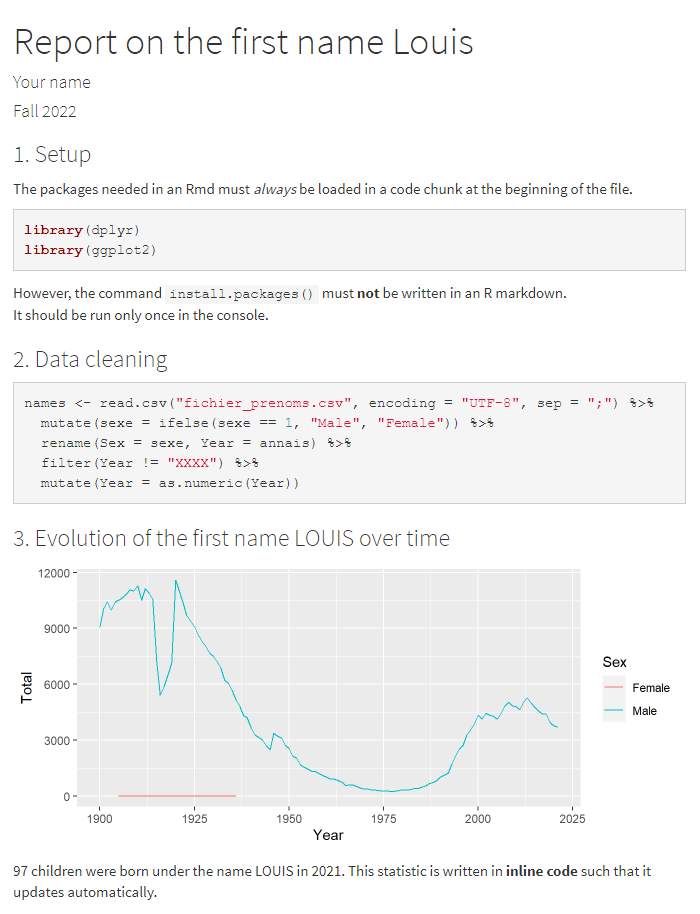 Report on the first name Louis
Your name
Fall 2022
1. Setup
The packages needed in an Rmd must always be loaded in a code chunk at the beginning of the file.
library(dplyr)
library(ggplot2)
However, the command install.packages() must not be written in an R markdown.
It should be run only once in the console.
2. Data cleaning
names <- read.csv("fichier_prenoms.csv", encoding = "UTF-8", sep = ";") %>%
  mutate(sexe = ifelse(sexe == 1, "Male", "Female")) %>%
  rename(Sex = sexe, Year = annais) %>%
  filter(Year != "XXXX") %>%
  mutate(Year = as.numeric(Year))
3. Evolution of the first name LOUIS over time
12000
9000
6000
3000
0
Total
1900 1925 1950 1975 2000 2025
Year
Sex
Female
Male
97 children were born under the name LOUIS in 2021. This statistic is written in inline code such that it
updates automatically.